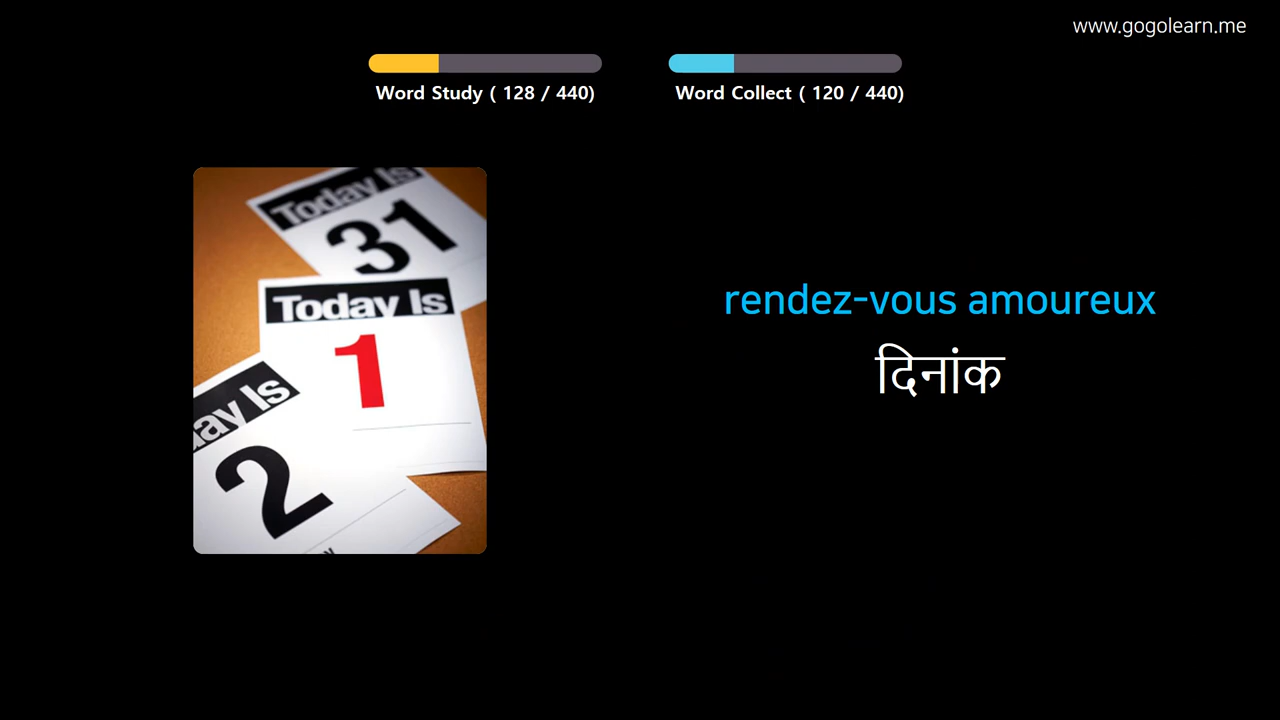 www.gogolearn.me
Word Study ( 128 / 440)
Word Collect ( 120 / 440)
Today Is
31
Today Is
1
ay Is
2
rendez-vous amoureux
दिनांक